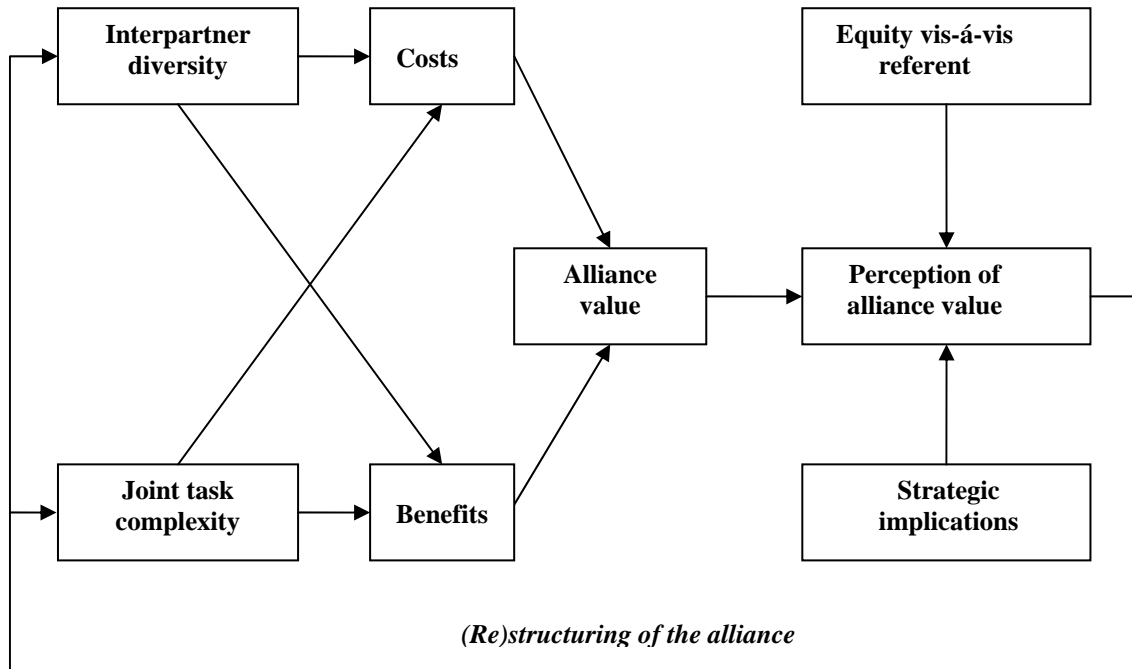 Interpartner
diversity
Costs
Equity vis-á-vis
referent
Alliance
value
Perception of
alliance value
Joint task
complexity
Benefits
Strategic
implications
(Re)structuring of the alliance